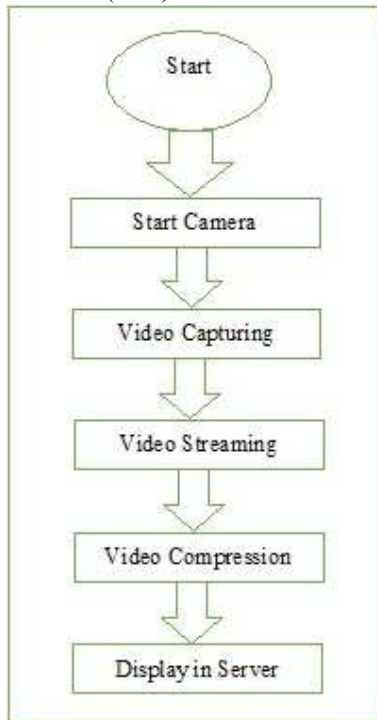 Start
Start Camera
Video Capturing
Video Streaming
Video Compression
Display in Server